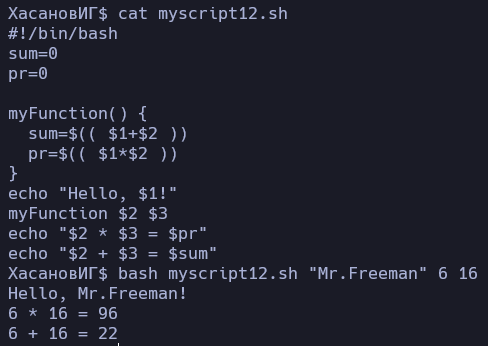 ХасановИГ$ cat myscript12.sh
#!/bin/bash
sum=0
pr=0

myFunction() {
  sum=$(( $1+$2 ))
  pr=$(( $1*$2 ))
}
echo "Hello, $1!"
myFunction $2 $3
echo "$2 * $3 = $pr"
echo "$2 + $3 = $sum"
ХасановИГ$ bash myscript12.sh "Mr.Freeman" 6 16
Hello, Mr.Freeman!
6 * 16 = 96
6 + 16 = 22